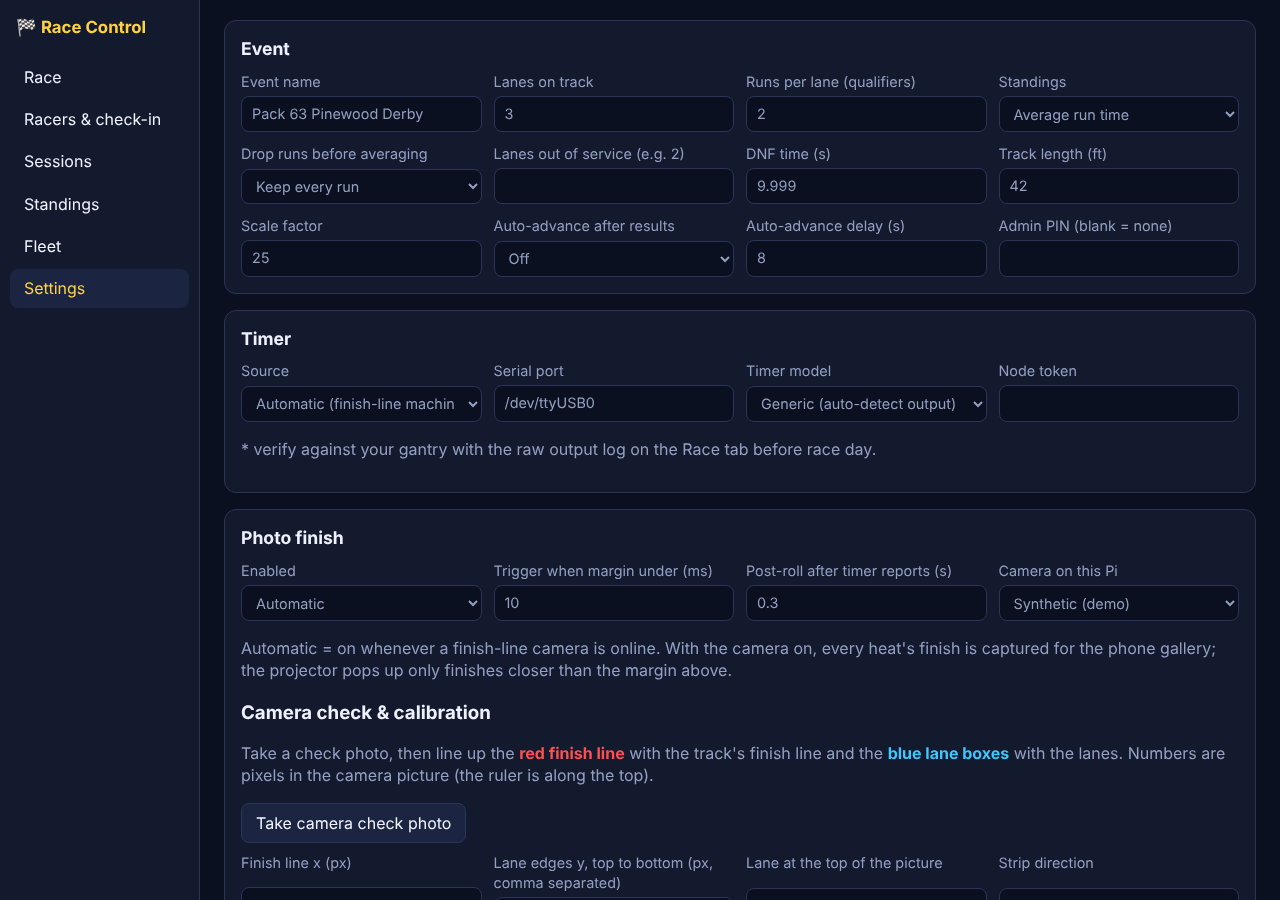 🏁 Race Control
Race
Racers & check-in
Sessions
Standings
Fleet
Settings
Event
Event name
Lanes on track
Runs per lane (qualifiers)
Standings
Pack 63 Pinewood Derby
3
2
Average run time
Drop runs before averaging
Lanes out of service (e.g. 2)
DNF time (s)
Track length (ft)
Keep every run
9.999
42
Scale factor
Auto-advance after results
Auto-advance delay (s)
Admin PIN (blank = none)
25
Off
8
Timer
Source
Serial port
Timer model
Node token
Automatic (finish-line machin
/dev/ttyUSB0
Generic (auto-detect output)
* verify against your gantry with the raw output log on the Race tab before race day.
Photo finish
Enabled
Trigger when margin under (ms)
Post-roll after timer reports (s)
Camera on this Pi
Automatic
10
0.3
Synthetic (demo)
Automatic = on whenever a finish-line camera is online. With the camera on, every heat's finish is captured for the phone gallery;
the projector pops up only finishes closer than the margin above.
Camera check & calibration
Take a check photo, then line up the red finish line with the track's finish line and the blue lane boxes with the lanes. Numbers are
pixels in the camera picture (the ruler is along the top).
Take camera check photo
Finish line x (px)
Lane edges y, top to bottom (px,
comma separated)
Lane at the top of the picture
Strip direction